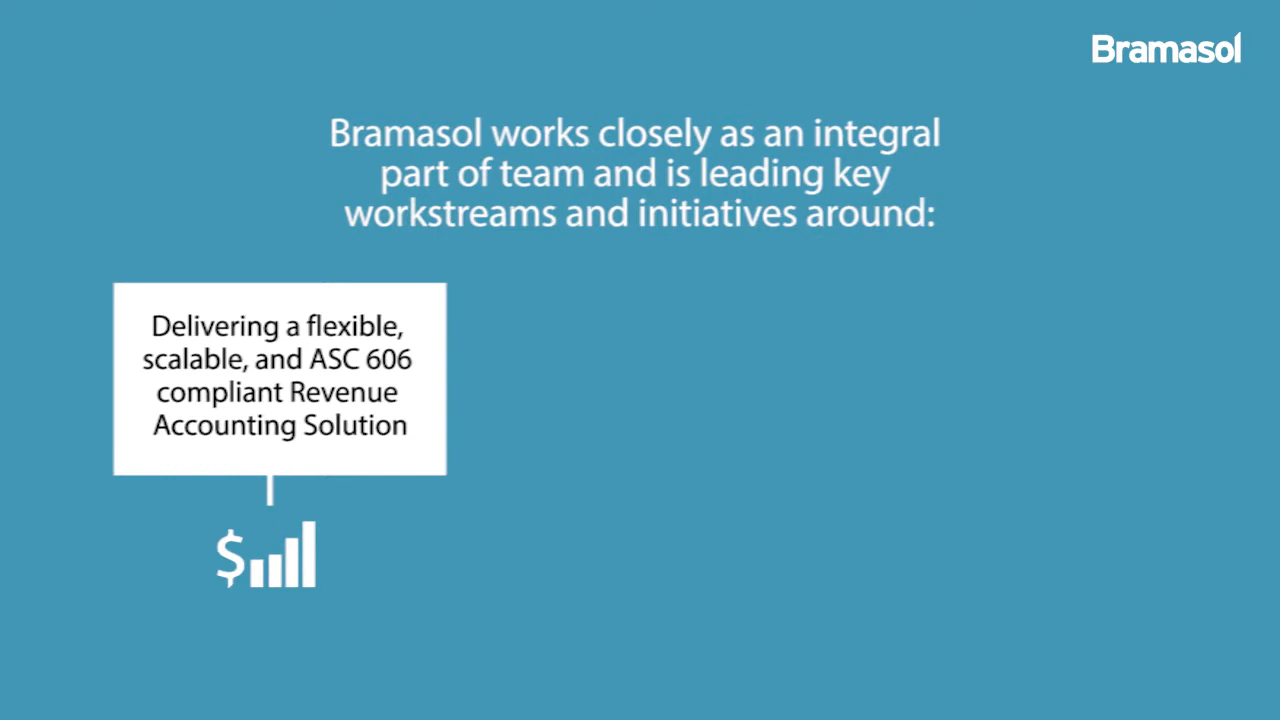 Bramasol
Bramasol works closely as an integral
part of team and is leading key
workstreams and initiatives around:
Delivering a flexible,
scalable, and ASC 606
compliant Revenue
Accounting Solution
$